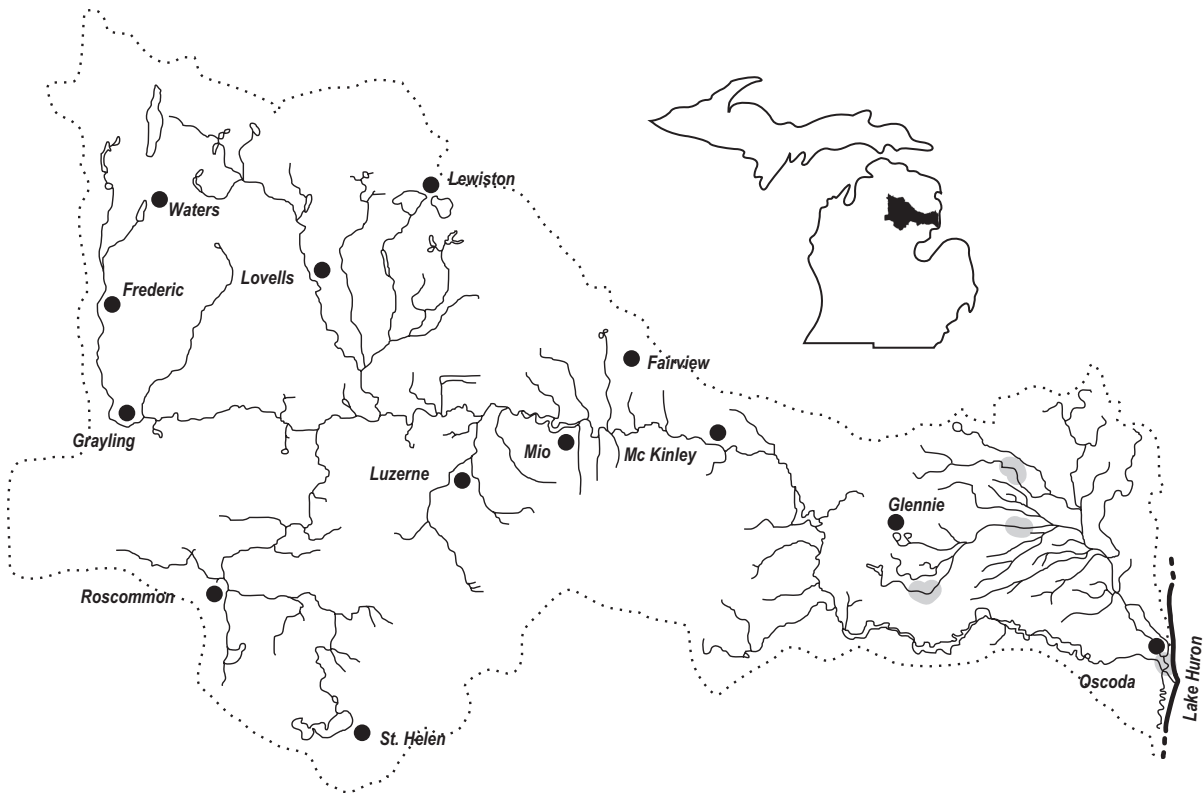 Lewiston
Waters
Lovells
Frederic
Fairview
Grayling
Mio
Mc Kinley
Luzerne
Glennie
Roscommon
Oscoda
Lake Huron
St. Helen